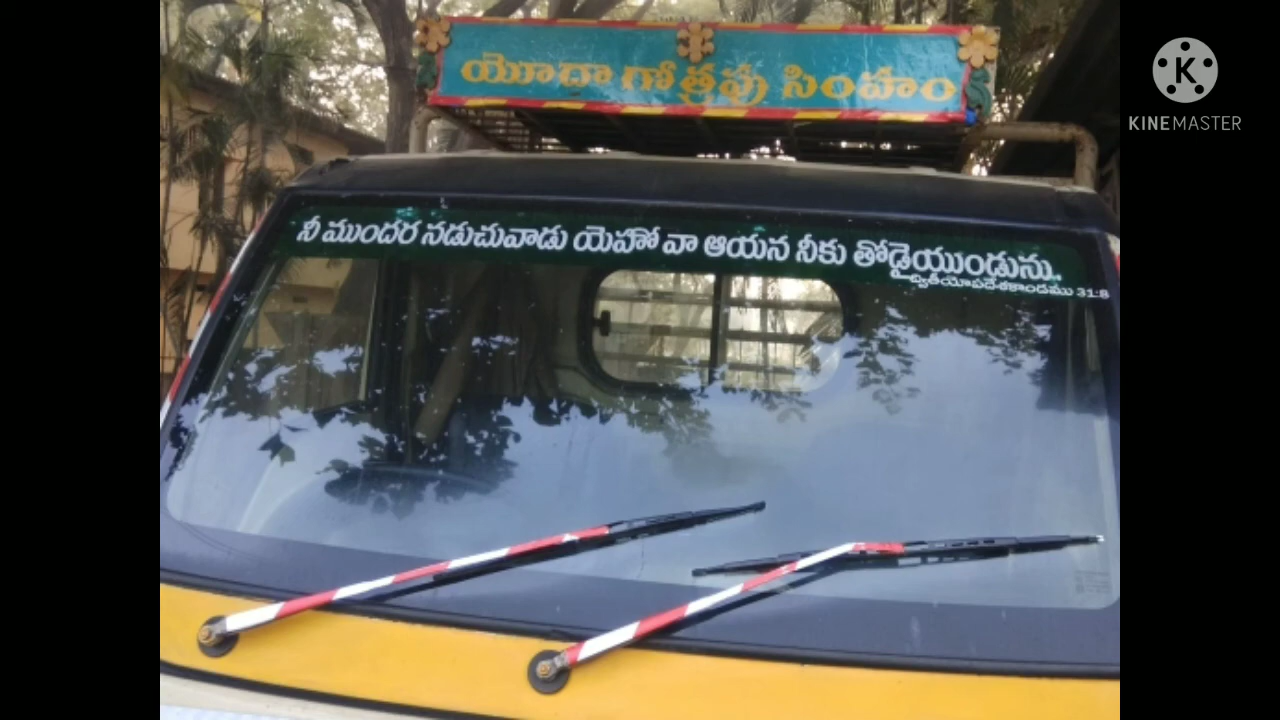 యోదా గోత్రపు సింహం
నీ ముందర నడుచువాడు యెహోవా ఆయన నీకు తోడైయుండును..
ద్వితీయోపదేశకాండము 31:8
KINEMASTER